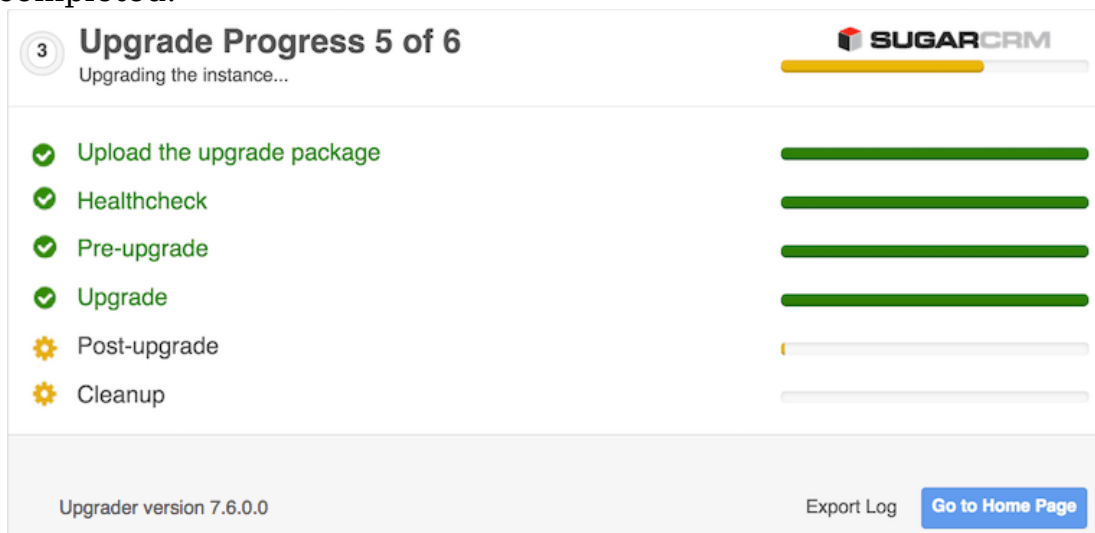 completed.
3
Upgrade Progress 5 of 6
Upgrading the instance...
SUGARCRM
Upload the upgrade package
Healthcheck
Pre-upgrade
Upgrade
Post-upgrade
Cleanup
Upgrader version 7.6.0.0
Export Log
Go to Home Page